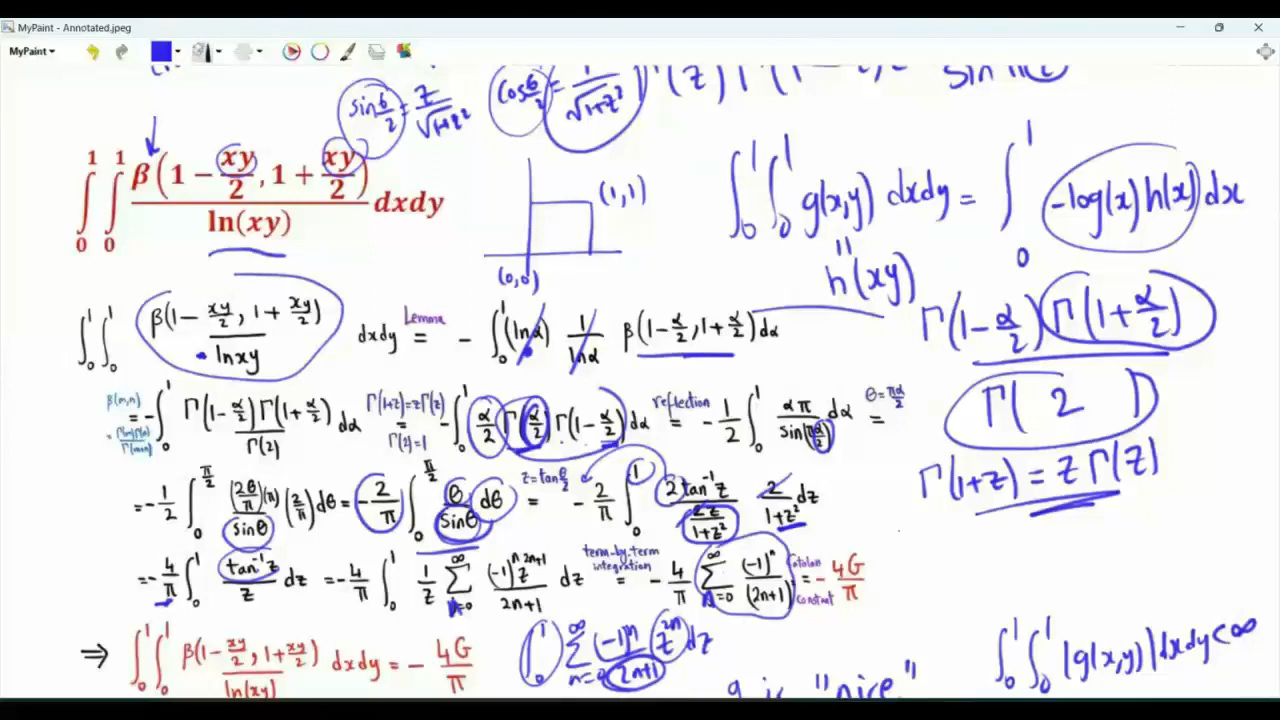 MyPaint - Annotated.jpeg
MyPaint
sin θ/2 = z/√(1+z²) cos θ/2 = 1/√(1+z²) Γ(z)Γ(1-z) sin π z
∫₀¹ ∫₀¹ β(1 - xy/2, 1 + xy/2) / ln(xy) dxdy
(1,1)
(0,0)
∫₀¹ ∫₀¹ g(x,y) dxdy = ∫₀¹ -log(x) h(x) dx
"
h(xy)
∫₀¹ ∫₀¹ β(1 - xy/2, 1 + xy/2) / lnxy dxdy = Lemma - ∫₀¹ (lnα) 1/lnα β(1-α/2, 1+α/2) dα
Γ(1-α/2) Γ(1+α/2)
Γ( 2 )
β(m,n) = Γ(m)Γ(n)/Γ(m+n)
= -∫₀¹ Γ(1-α/2)Γ(1+α/2) / Γ(2) dα = Γ(1+z)=zΓ(z) Γ(2)=1 -∫₀¹ α/2 Γ(α/2) Γ(1-α/2) dα = reflection -1/2 ∫₀¹ απ / sin(πα/2) dα = θ=πα/2
Γ(1+z) = z Γ(z)
= -1/2 ∫₀^(π/2) (2θ/π)(π) / sinθ (2/π) dθ = -2/π ∫₀^(π/2) θ/sinθ dθ = z=tan θ/2 -2/π ∫₀¹ 2tan⁻¹z / (2z/(1+z²)) 2/(1+z²) dz
= -4/π ∫₀¹ tan⁻¹z / z dz = -4/π ∫₀¹ 1/z Σ_(n=0)^∞ (-1)ⁿ z²ⁿ⁺¹ / 2n+1 dz = term-by-term integration -4/π Σ_(n=0)^∞ (-1)ⁿ / (2n+1)² = Catalan Constant -4G/π
⇒ ∫₀¹ ∫₀¹ β(1-xy/2, 1+xy/2) / ln(xy) dxdy = -4G/π
∫₀¹ Σ_(n=0)^∞ (-1)ⁿ z²ⁿ / 2n+1 dz
∫₀¹ ∫₀¹ |g(x,y)| dxdy < ∞
g is "nice"